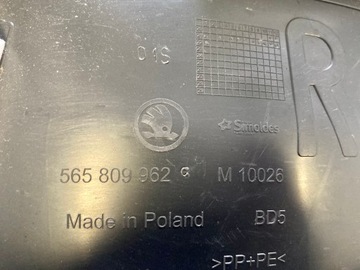 01S
R
Simoldes
565 809 962 M 10026
Made in Poland BD5
>PP+PE<